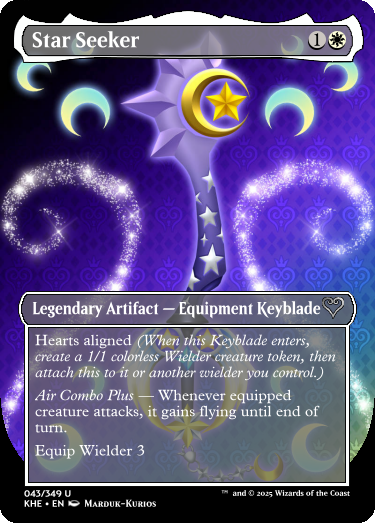 Star Seeker 1
Legendary Artifact — Equipment Keyblade
Hearts aligned (When this Keyblade enters,
create a 1/1 colorless Wielder creature token, then
attach this to it or another wielder you control.)
Air Combo Plus — Whenever equipped
creature attacks, it gains flying until end of
turn.
Equip Wielder 3
043/349 U
KHE • EN Marduk-Kurios
™ and © 2025 Wizards of the Coast